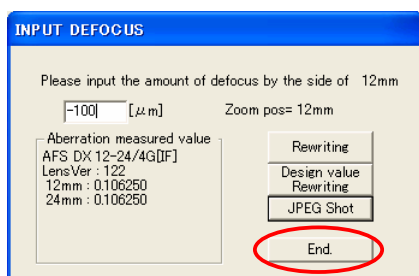 INPUT DEFOCUS
Please input the amount of defocus by the side of 12mm
-100 [μm] Zoom pos= 12mm
Aberration measured value
AFS DX 12-24/4G[IF]
LensVer : 122
12mm : 0.106250
24mm : 0.106250
Rewriting
Design value
Rewriting
JPEG Shot
End.